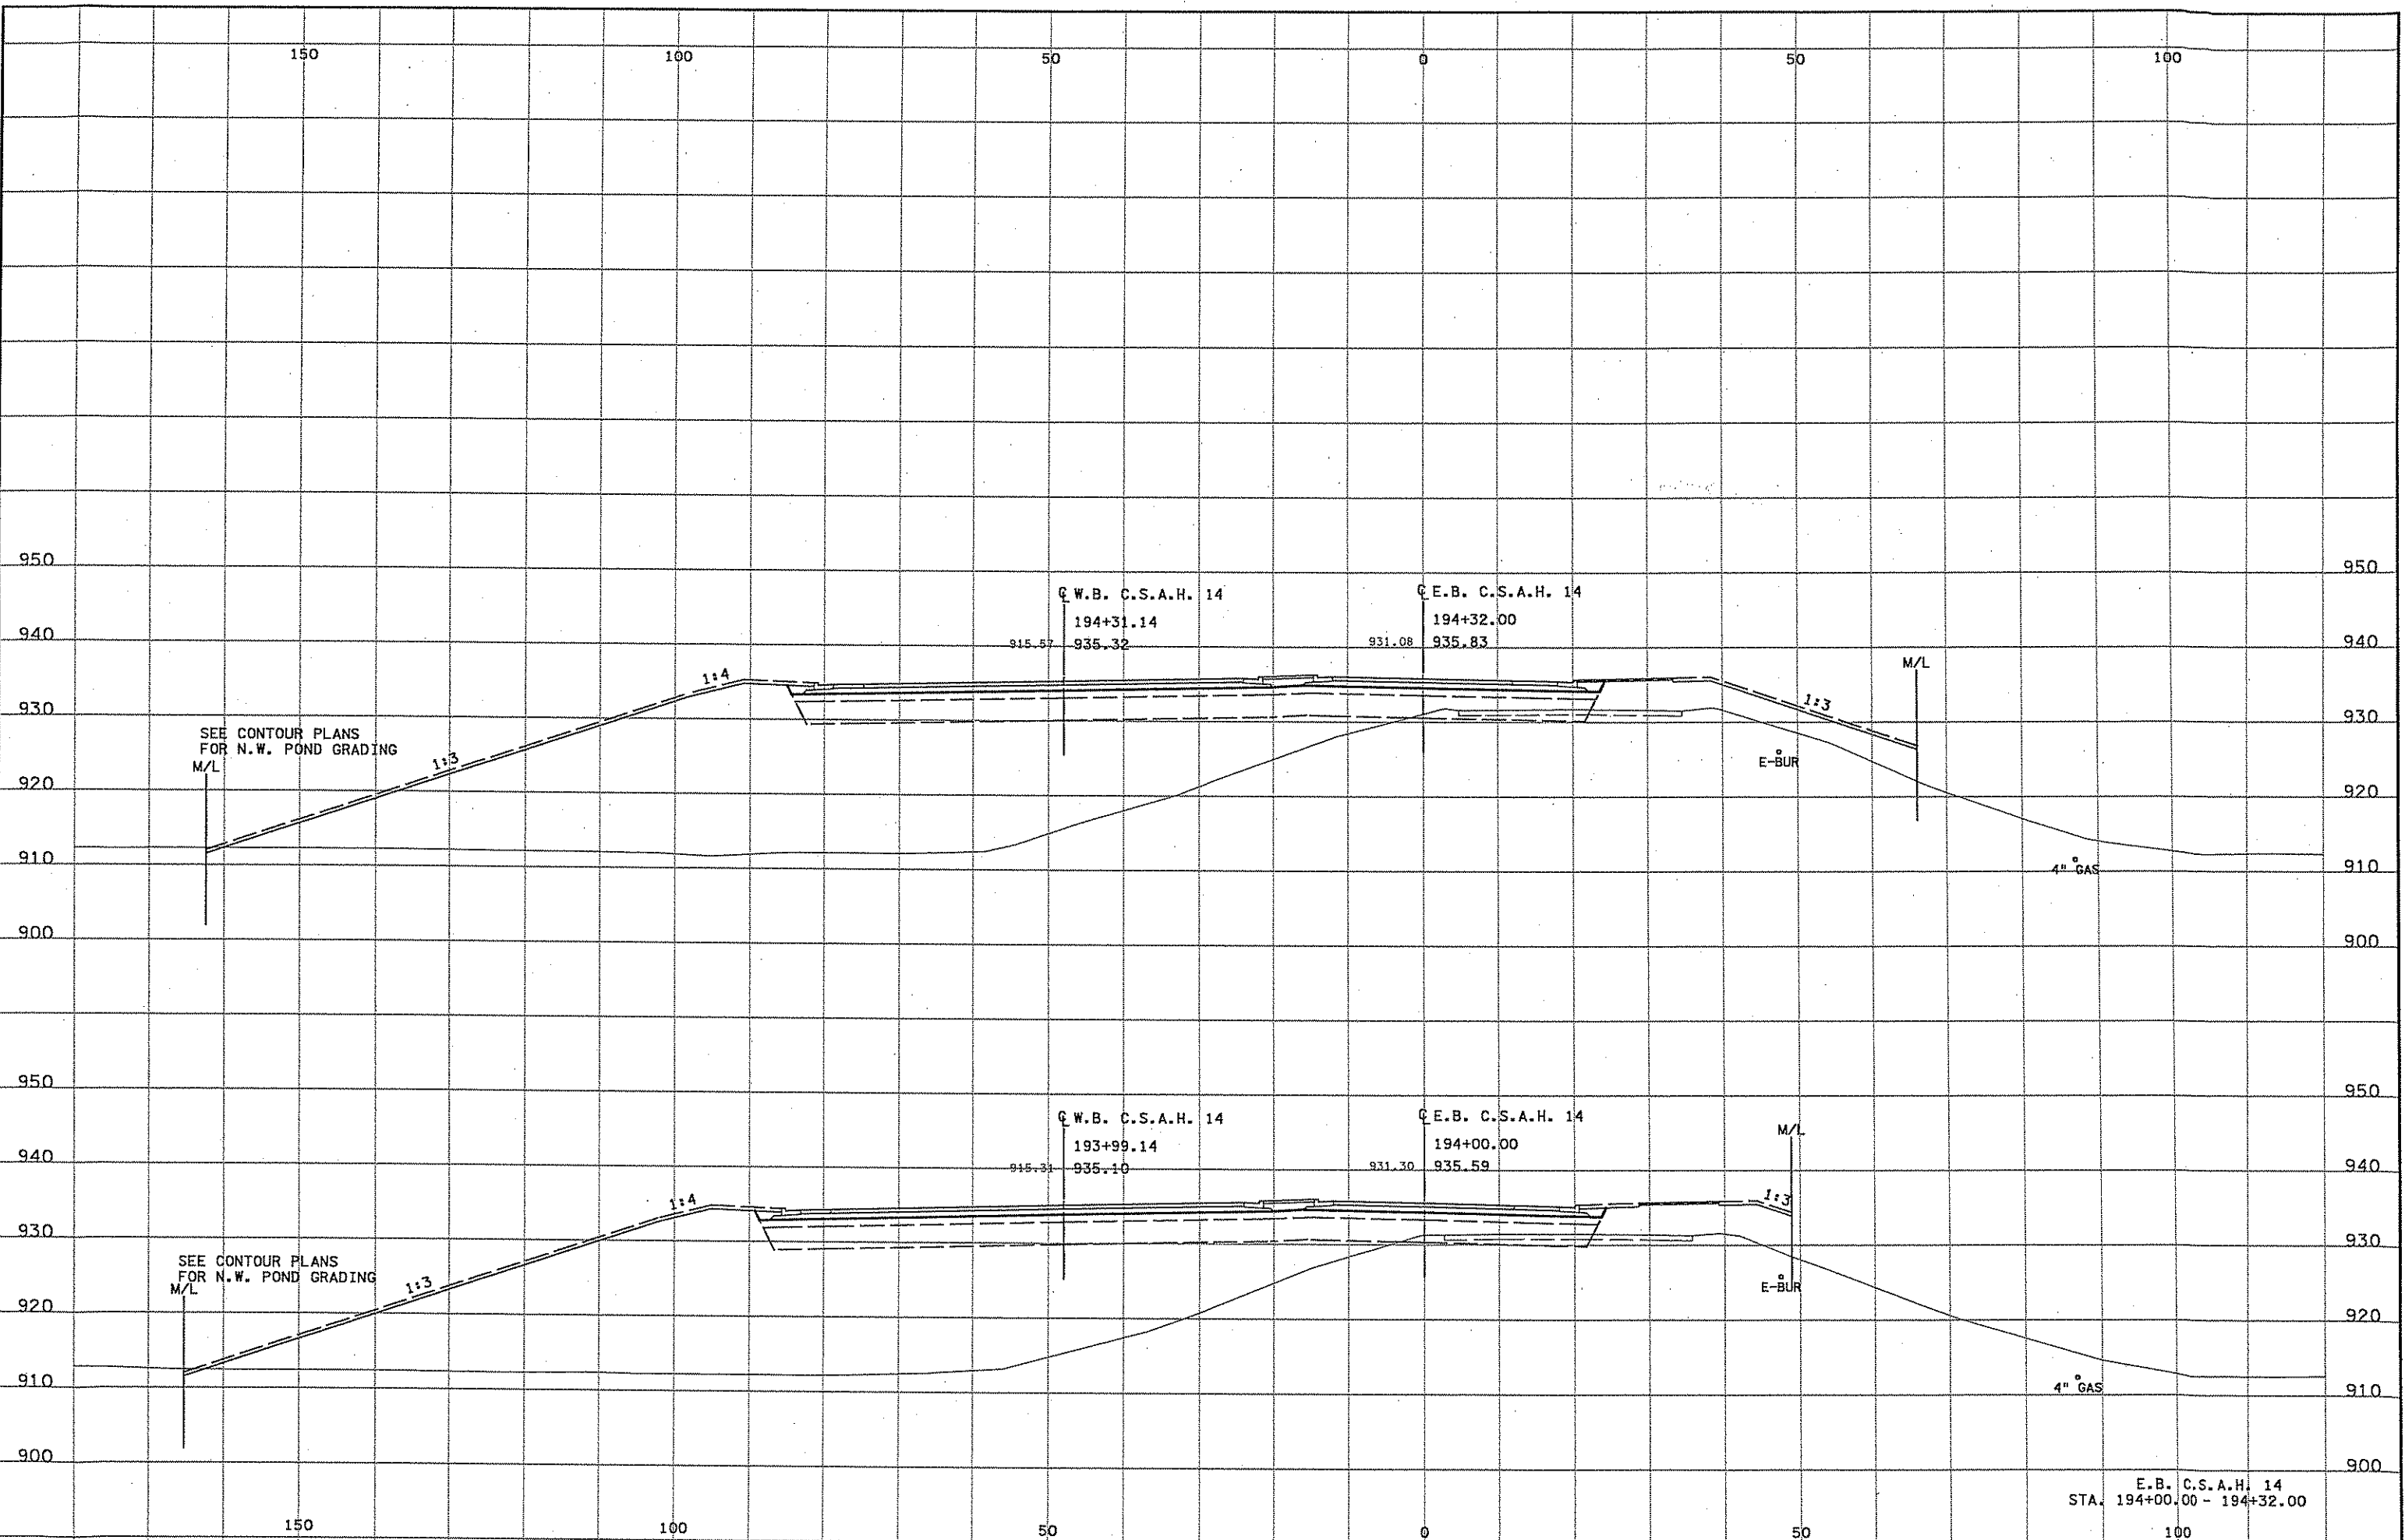 150 100 50 0 50 100
950 950
℄ W.B. C.S.A.H. 14 ℄ E.B. C.S.A.H. 14
194+31.14 194+32.00
940 915.57 935.32 931.08 935.83 940
M/L
1:4
1:3
930 930
SEE CONTOUR PLANS
FOR N.W. POND GRADING
M/L
1:3
E-BUR
920 920
910 4" GAS 910
900 900
950 950
℄ W.B. C.S.A.H. 14 ℄ E.B. C.S.A.H. 14
M/L
193+99.14 194+00.00
940 915.31 935.10 931.30 935.59 940
1:4 1:3
930 930
SEE CONTOUR PLANS
FOR N.W. POND GRADING
M/L
1:3
E-BUR
920 920
910 4" GAS 910
900 900
E.B. C.S.A.H. 14
STA. 194+00.00 - 194+32.00
150 100 50 0 50 100